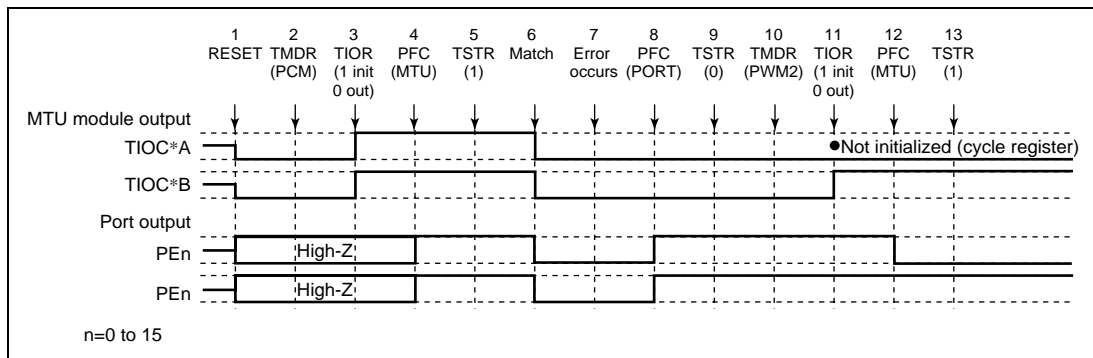 1 2 3 4 5 6 7 8 9 10 11 12 13
RESET TMDR TIOR PFC TSTR Match Error PFC TSTR TMDR TIOR PFC TSTR
(PCM) (1 init (MTU) (1) occurs (PORT) (0) (PWM2) (1 init (MTU) (1)
0 out) 0 out)
MTU module output
TIOC*A
●Not initialized (cycle register)
TIOC*B
Port output
PEn
High-Z
PEn
High-Z
n=0 to 15